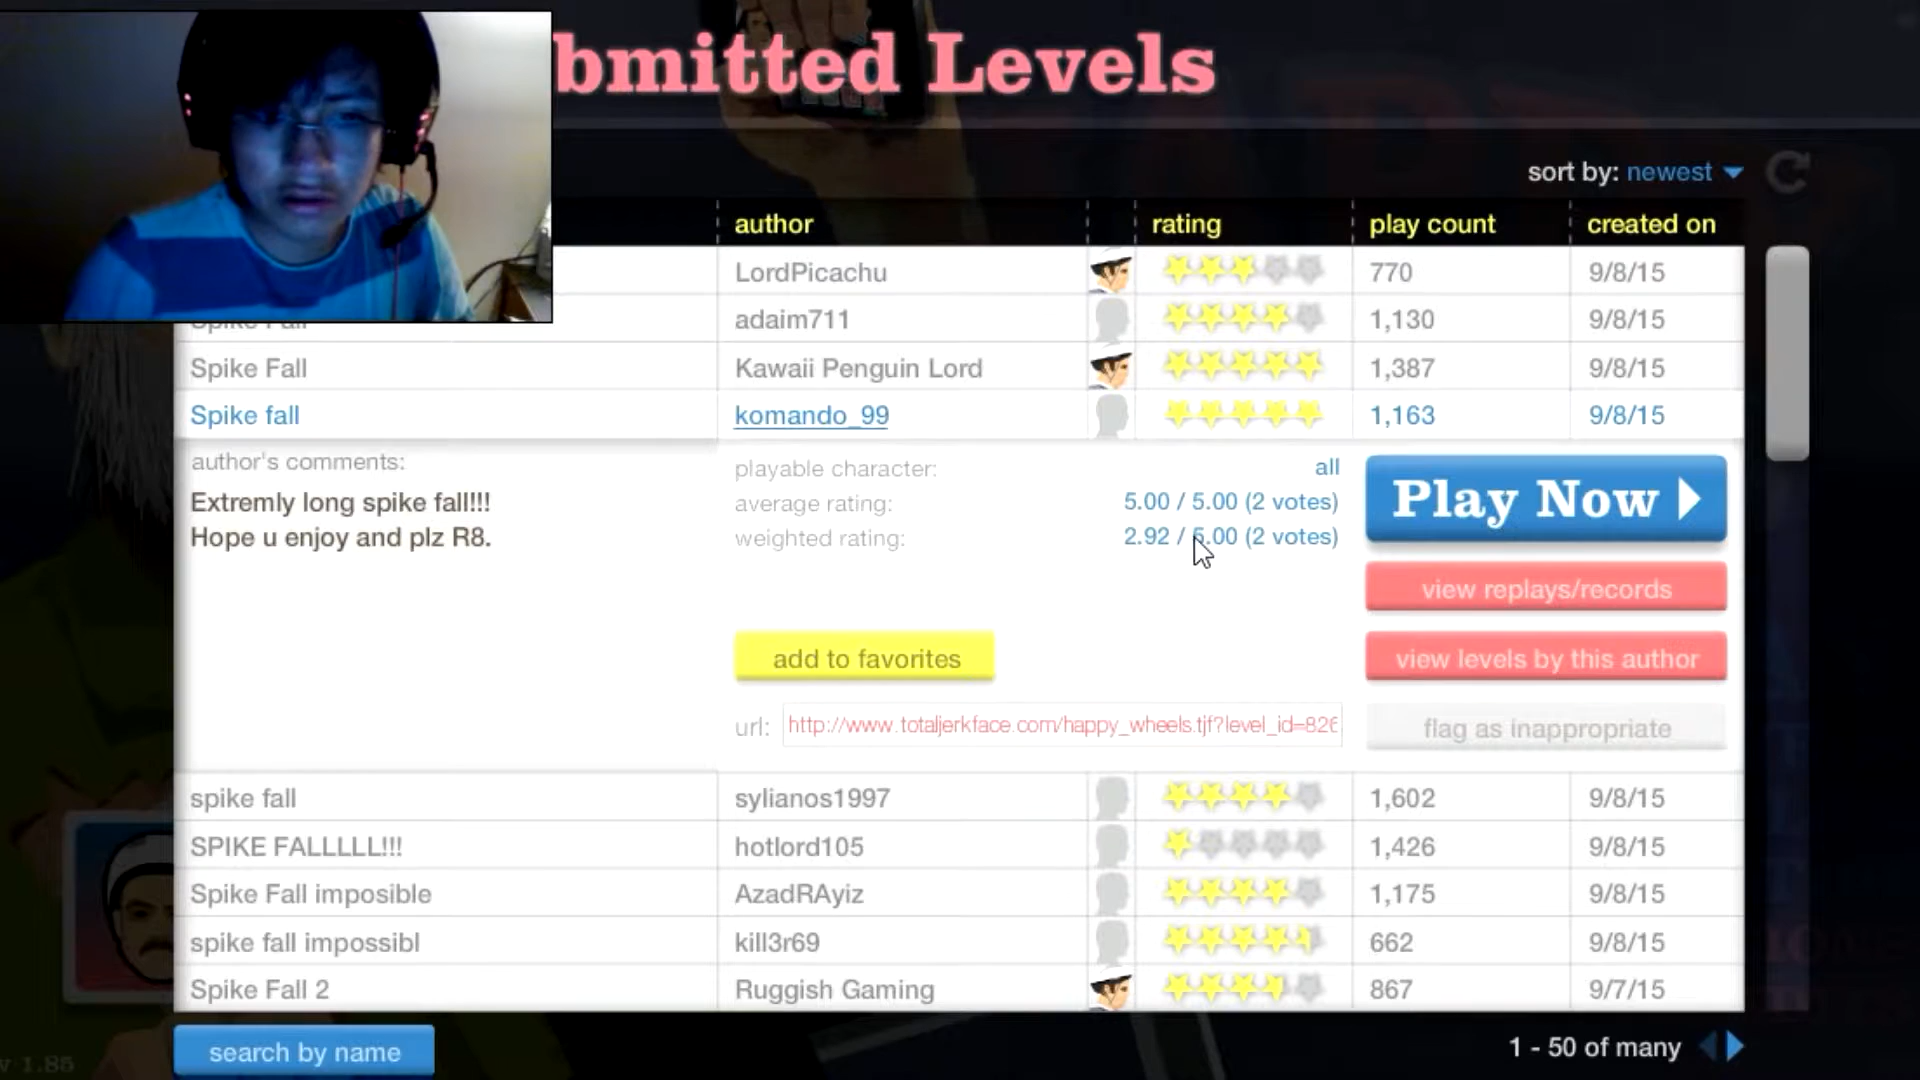 bmitted Levels
sort by: newest
author rating play count created on
LordPicachu 770 9/8/15
Spike Fall adaim711 1,130 9/8/15
Spike Fall Kawaii Penguin Lord 1,387 9/8/15
Spike fall komando_99 1,163 9/8/15
author's comments:
Extremly long spike fall!!!
Hope u enjoy and plz R8.
playable character: all
average rating: 5.00 / 5.00 (2 votes)
weighted rating: 2.92 / 5.00 (2 votes)
Play Now
view replays/records
add to favorites
view levels by this author
url: http://www.totaljerkface.com/happy_wheels.tjf?level_id=826
flag as inappropriate
spike fall sylianos1997 1,602 9/8/15
SPIKE FALLLLL!!! hotlord105 1,426 9/8/15
Spike Fall imposible AzadRAyiz 1,175 9/8/15
spike fall impossibl kill3r69 662 9/8/15
Spike Fall 2 Ruggish Gaming 867 9/7/15
search by name
1 - 50 of many
v 1.85